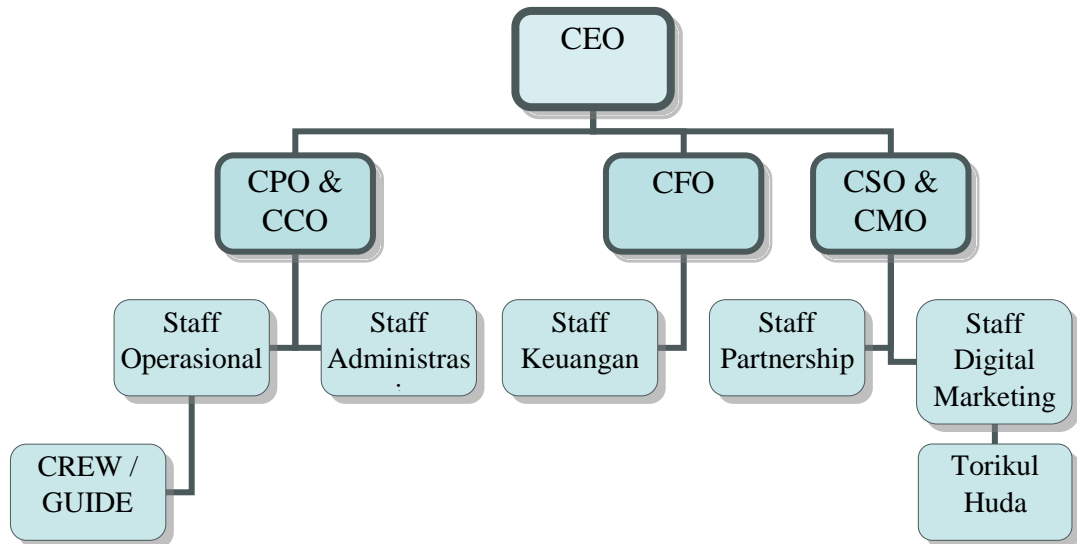 CEO
CPO &
CCO
CFO
CSO &
CMO
Staff
Operasional
Staff
Administras
i
Staff
Keuangan
Staff
Partnership
Staff
Digital
Marketing
CREW /
GUIDE
Torikul
Huda